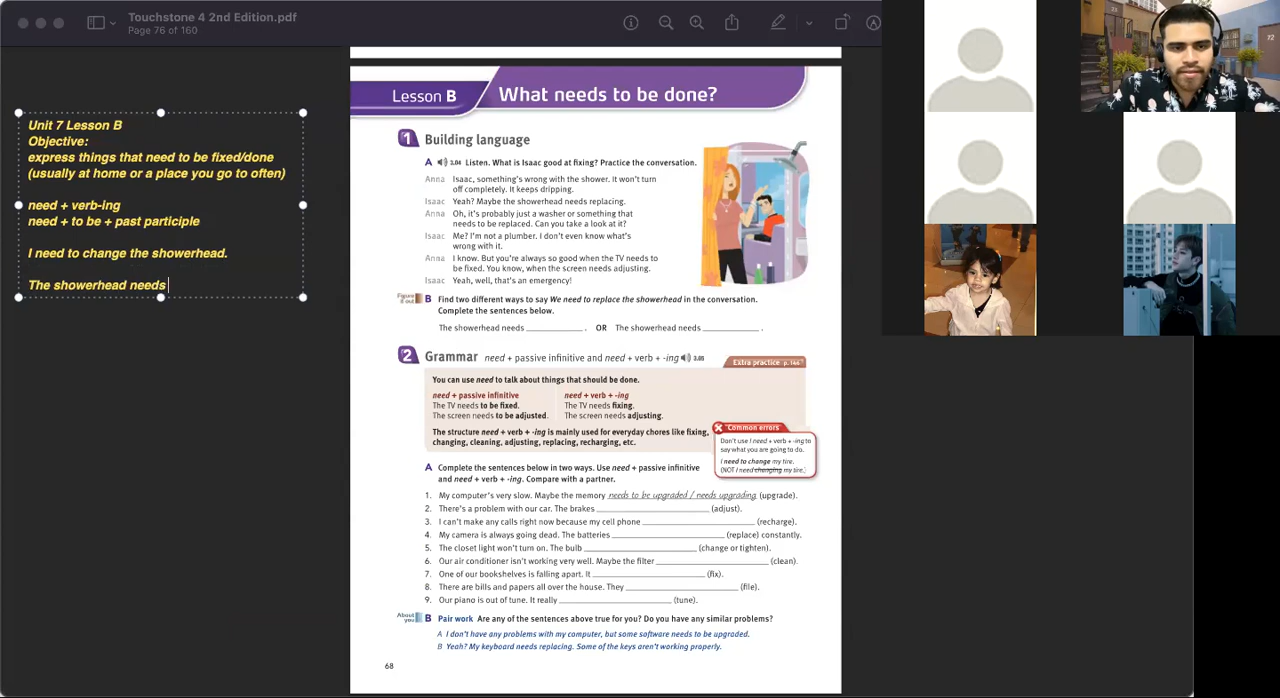 Touchstone 4 2nd Edition.pdf
Page 76 of 160
Unit 7 Lesson B
Objective:
express things that need to be fixed/done
(usually at home or a place you go to often)
need + verb-ing
need + to be + past participle
I need to change the showerhead.
The showerhead needs
Lesson B
What needs to be done?
1 Building language
A 2.04 Listen. What is Isaac good at fixing? Practice the conversation.
Anna Isaac, something's wrong with the shower. It won't turn
off completely. It keeps dripping.
Isaac Yeah? Maybe the showerhead needs replacing.
Anna Oh, it's probably just a washer or something that
needs to be replaced. Can you take a look at it?
Isaac Me? I'm not a plumber. I don't even know what's
wrong with it.
Anna I know. But you're always so good when the TV needs to
be fixed. You know, when the screen needs adjusting.
Isaac Yeah, well, that's an emergency!
Figure it out
B Find two different ways to say We need to replace the showerhead in the conversation.
Complete the sentences below.
The showerhead needs ____________ . OR The showerhead needs ____________ .
2 Grammar need + passive infinitive and need + verb + -ing
Extra practice p. 146
You can use need to talk about things that should be done.
need + passive infinitive
The TV needs to be fixed.
The screen needs to be adjusted.
need + verb + -ing
The TV needs fixing.
The screen needs adjusting.
The structure need + verb + -ing is mainly used for everyday chores like fixing,
changing, cleaning, adjusting, replacing, recharging, etc.
Common errors
Don't use I need + verb + -ing to
say what you are going to do.
I need to change my tire.
(NOT I need changing my tire.)
A Complete the sentences below in two ways. Use need + passive infinitive
and need + verb + -ing. Compare with a partner.
1. My computer's very slow. Maybe the memory needs to be upgraded / needs upgrading (upgrade).
2. There's a problem with our car. The brakes ____________ (adjust).
3. I can't make any calls right now because my cell phone ____________ (recharge).
4. My camera is always going dead. The batteries ____________ (replace) constantly.
5. The closet light won't turn on. The bulb ____________ (change or tighten).
6. Our air conditioner isn't working very well. Maybe the filter ____________ (clean).
7. One of our bookshelves is falling apart. It ____________ (fix).
8. There are bills and papers all over the house. They ____________ (file).
9. Our piano is out of tune. It really ____________ (tune).
About you
B Pair work Are any of the sentences above true for you? Do you have any similar problems?
A I don't have any problems with my computer, but some software needs to be upgraded.
B Yeah? My keyboard needs replacing. Some of the keys aren't working properly.
68